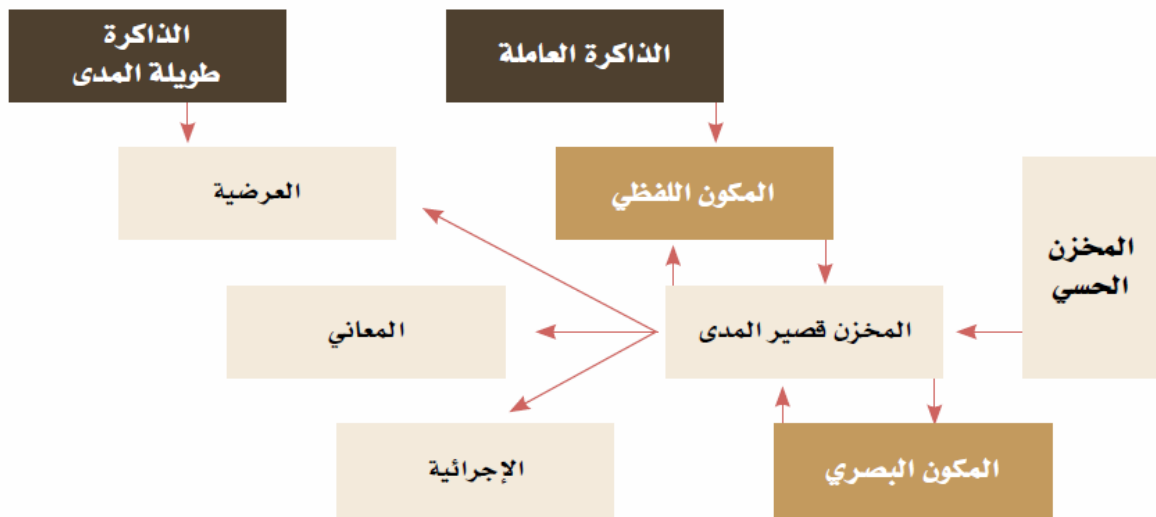 الذاكرة العاملة
الذاكرة
طويلة المدى
المخزن
الحسي
المكون اللفظي
العرضية
المخزن قصير المدى
المعاني
المكون البصري
الإجرائية